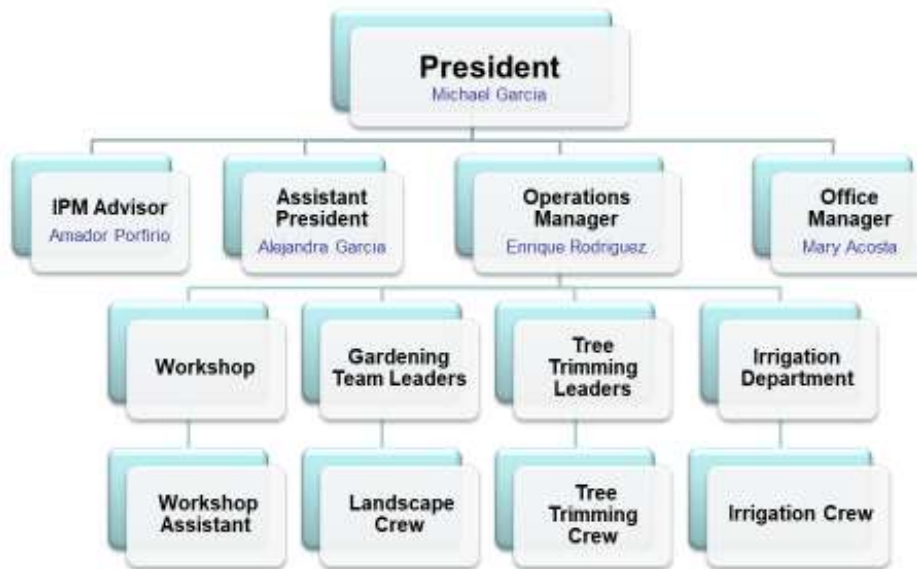 President
Michael Garcia
IPM Advisor
Amador Porfirio
Assistant
President
Alejandra Garcia
Operations
Manager
Enrique Rodriguez
Office
Manager
Mary Acosta
Workshop
Gardening
Team Leaders
Tree
Trimming
Leaders
Irrigation
Department
Workshop
Assistant
Landscape
Crew
Tree
Trimming
Crew
Irrigation Crew